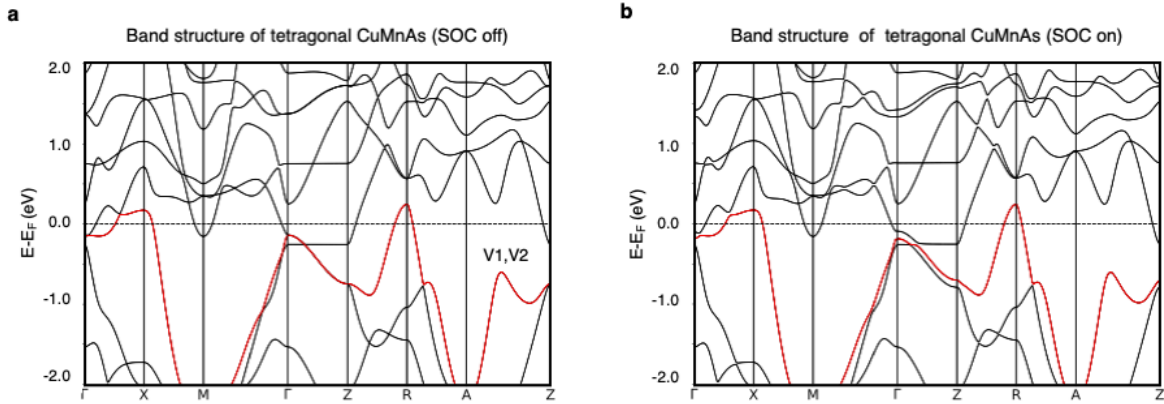 a
Band structure of tetragonal CuMnAs (SOC off)
E-E_F (eV)
2.0
1.0
0.0
-1.0
-2.0
V1,V2
Γ X M Γ Z R A Z
b
Band structure of tetragonal CuMnAs (SOC on)
E-E_F (eV)
2.0
1.0
0.0
-1.0
-2.0
Γ X M Γ Z R A Z